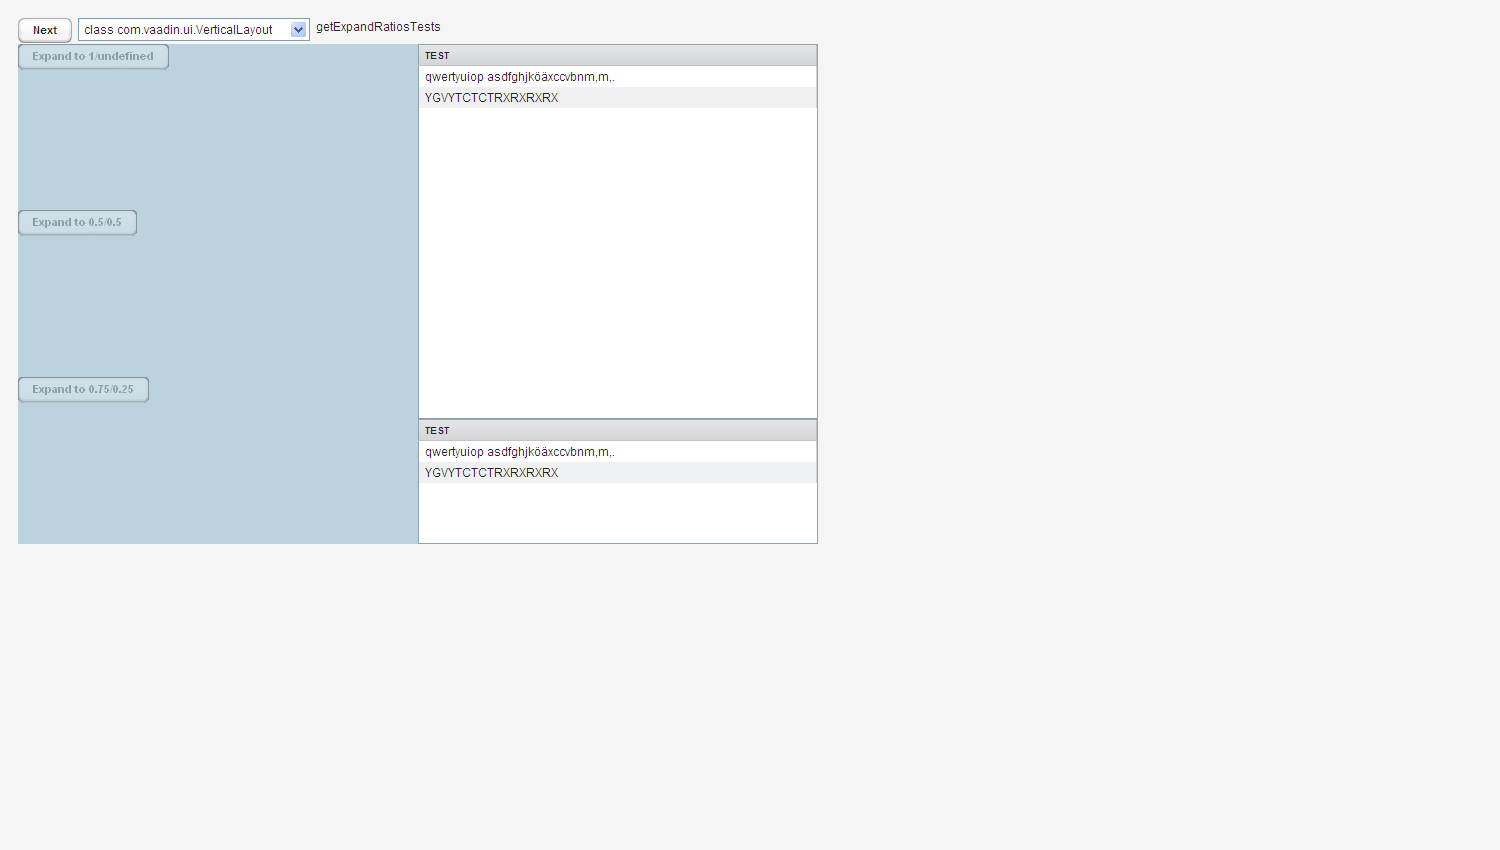 Next
class com.vaadin.ui.VerticalLayout
getExpandRatiosTests
Expand to 1/undefined
Expand to 0.5/0.5
Expand to 0.75/0.25
TEST
qwertyuiop asdfghjköäxccvbnm,m,.
YGVYTCTCTRXRXRXRX
TEST
qwertyuiop asdfghjköäxccvbnm,m,.
YGVYTCTCTRXRXRXRX